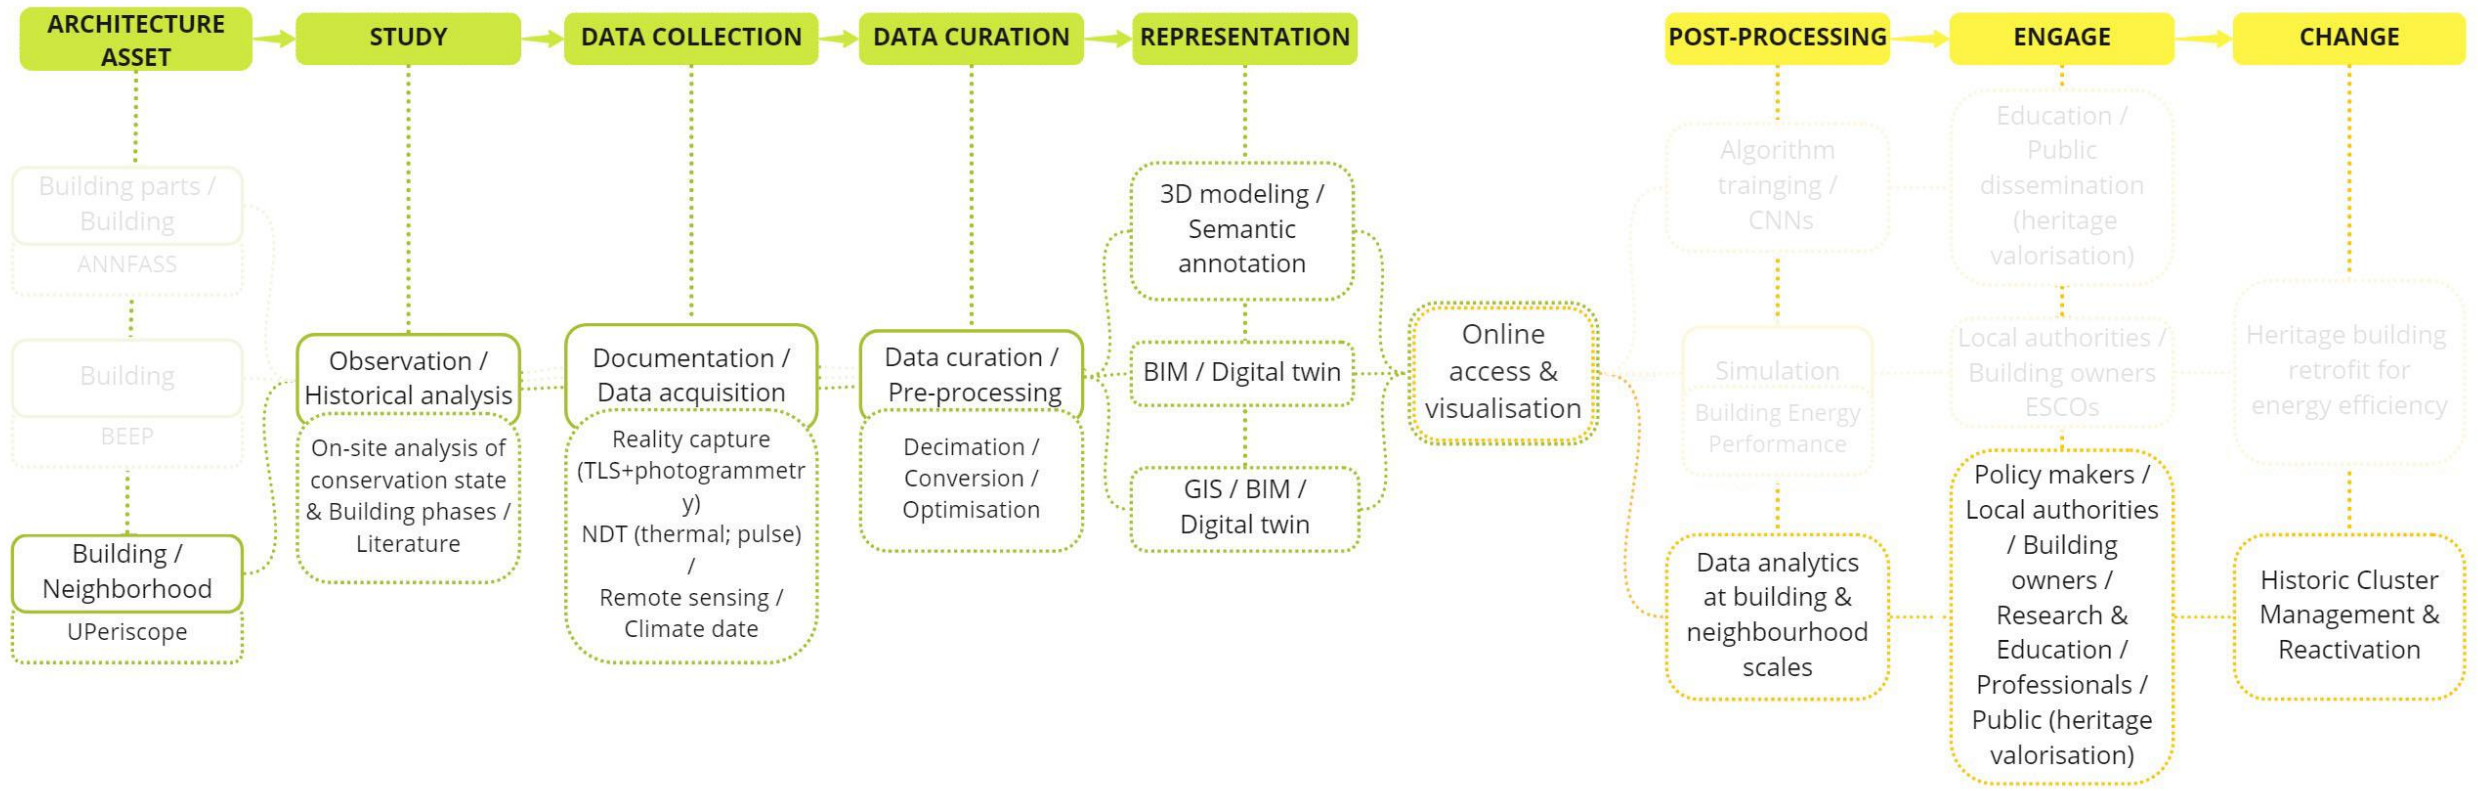 ARCHITECTURE
ASSET
STUDY
DATA COLLECTION
DATA CURATION
REPRESENTATION
POST-PROCESSING
ENGAGE
CHANGE
Building parts /
Building
ANNFASS
Building
BEEP
Building /
Neighborhood
UPeriscope
Observation /
Historical analysis
On-site analysis of
conservation state
& Building phases /
Literature
Documentation /
Data acquisition
Reality capture
(TLS+photogrammetr
y)
NDT (thermal; pulse)
/
Remote sensing /
Climate date
Data curation /
Pre-processing
Decimation /
Conversion /
Optimisation
3D modeling /
Semantic
annotation
BIM / Digital twin
GIS / BIM /
Digital twin
Online
access &
visualisation
Algorithm
trainging /
CNNs
Simulation
Building Energy
Performance
Data analytics
at building &
neighbourhood
scales
Education /
Public
dissemination
(heritage
valorisation)
Local authorities /
Building owners
ESCOs
Policy makers /
Local authorities
/ Building
owners /
Research &
Education /
Professionals /
Public (heritage
valorisation)
Heritage building
retrofit for
energy efficiency
Historic Cluster
Management &
Reactivation